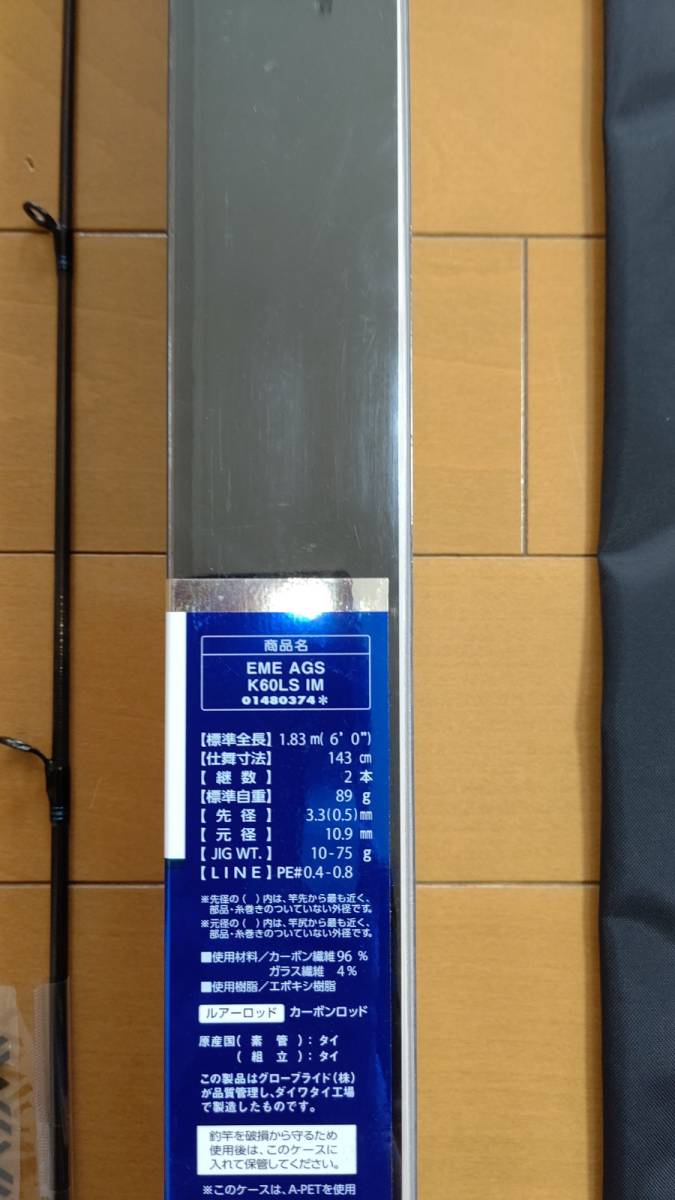 商品名
EME AGS
K60LS IM
01480374*
【標準全長】1.83 m( 6' 0")
【仕舞寸法】 143 cm
【継数】 2 本
【標準自重】 89 g
【先径】 3.3(0.5)mm
【元径】 10.9 mm
【JIG WT.】 10-75 g
【LINE】PE#0.4-0.8
※先径の( )内は、竿先から最も近く、
部品・糸巻きのついていない外径です。
※元径の( )内は、竿尻から最も近く、
部品・糸巻きのついていない外径です。
■使用材料/カーボン繊維 96 %
ガラス繊維 4 %
■使用樹脂/エポキシ樹脂
ルアーロッド カーボンロッド
原産国( 素 管 ): タイ
( 組 立 ): タイ
この製品はグローブライド(株)
が品質管理し、ダイワタイ工場
で製造したものです。
釣竿を破損から守るため
使用後は、このケースに
入れて保管してください。
※このケースは、A-PETを使用